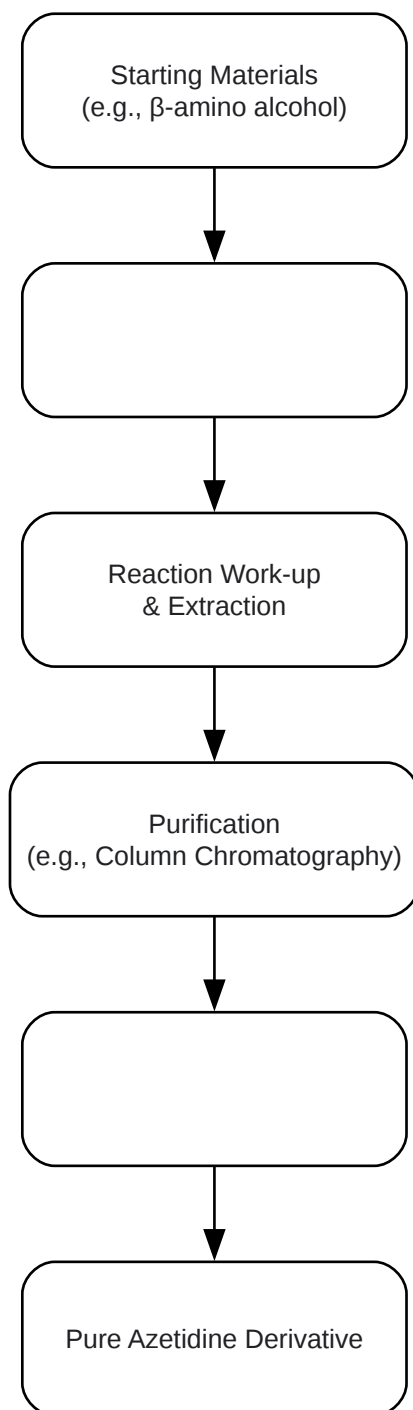 Starting Materials
(e.g., β-amino alcohol)
Reaction Work-up
& Extraction
Purification
(e.g., Column Chromatography)
Pure Azetidine Derivative